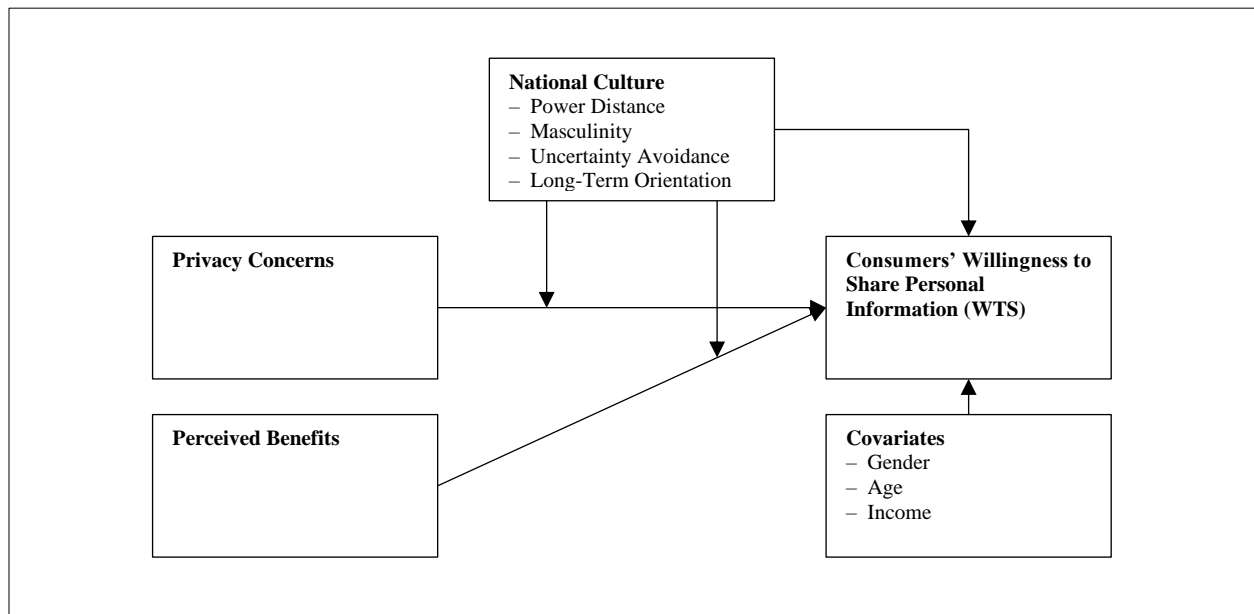 National Culture
– Power Distance
– Masculinity
– Uncertainty Avoidance
– Long-Term Orientation
Privacy Concerns
Consumers’ Willingness to
Share Personal
Information (WTS)
Perceived Benefits
Covariates
– Gender
– Age
– Income